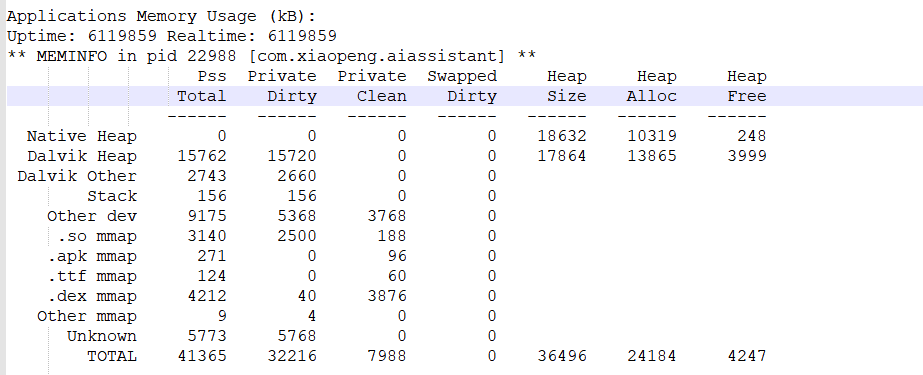 Applications Memory Usage (kB):
Uptime: 6119859 Realtime: 6119859
** MEMINFO in pid 22988 [com.xiaopeng.aiassistant] **
                   Pss  Private  Private  Swapped     Heap     Heap     Heap
                 Total    Dirty    Clean    Dirty     Size    Alloc     Free
                ------   ------   ------   ------   ------   ------   ------
  Native Heap        0        0        0        0    18632    10319      248
  Dalvik Heap    15762    15720        0        0    17864    13865     3999
 Dalvik Other     2743     2660        0        0
        Stack      156      156        0        0
    Other dev     9175     5368     3768        0
     .so mmap     3140     2500      188        0
    .apk mmap      271        0       96        0
    .ttf mmap      124        0       60        0
    .dex mmap     4212       40     3876        0
   Other mmap        9        4        0        0
      Unknown     5773     5768        0        0
        TOTAL    41365    32216     7988        0    36496    24184     4247